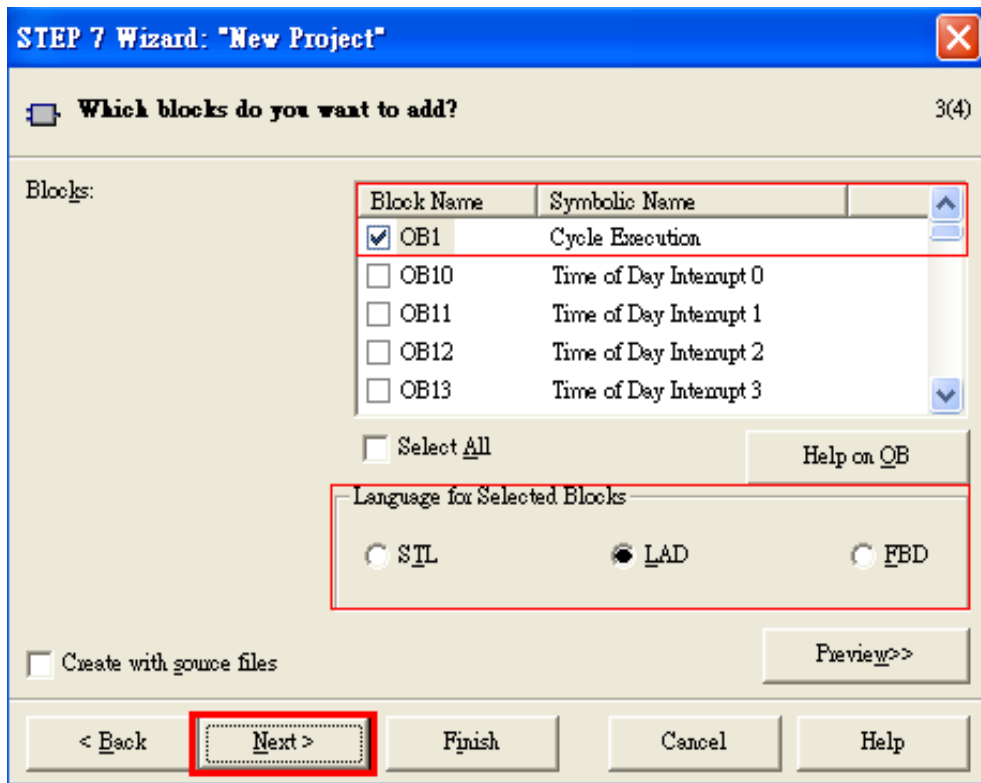 STEP 7 Wizard: "New Project"
Which blocks do you want to add? 3(4)
Blocks:
Block Name Symbolic Name
OB1 Cycle Execution
OB10 Time of Day Interrupt 0
OB11 Time of Day Interrupt 1
OB12 Time of Day Interrupt 2
OB13 Time of Day Interrupt 3
Select All
Help on OB
Language for Selected Blocks
STL LAD FBD
Create with source files
Preview>>
< Back Next > Finish Cancel Help